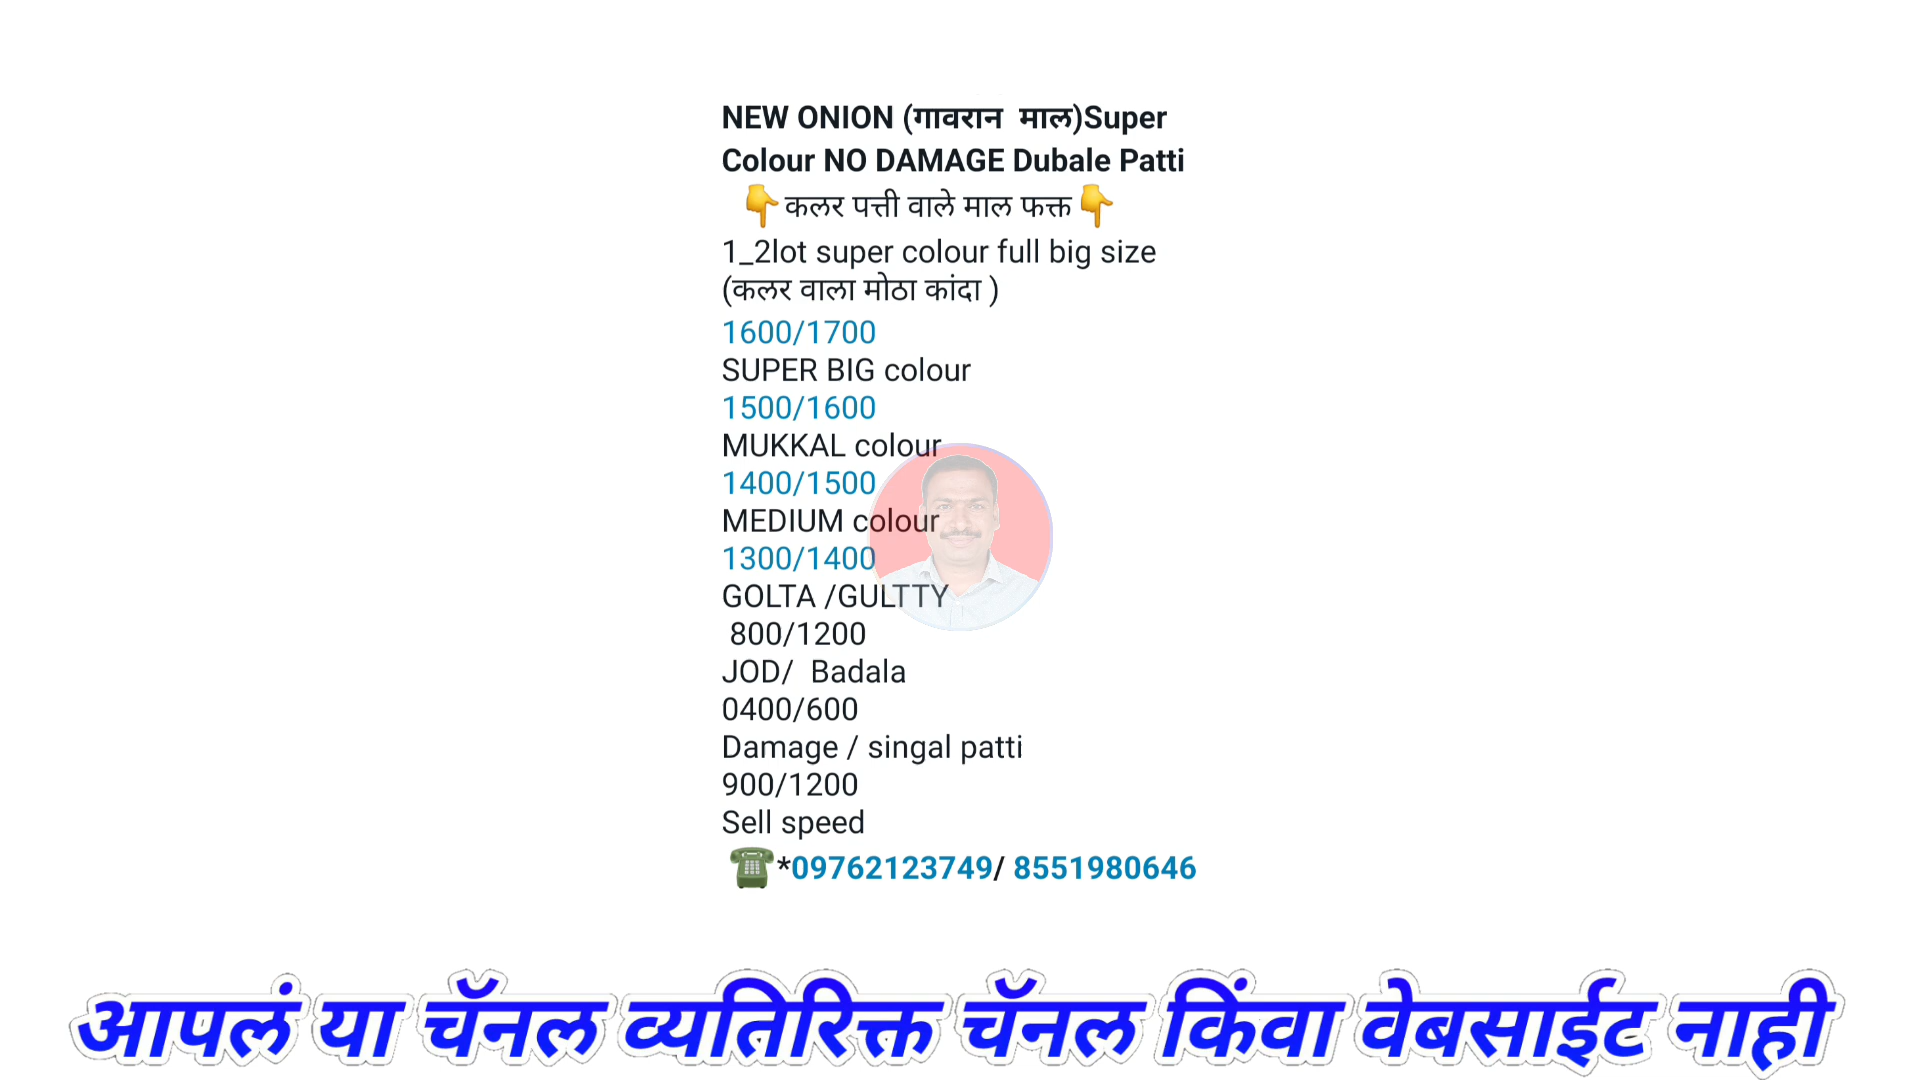 NEW ONION (गावरान माल)Super
Colour NO DAMAGE Dubale Patti
👇कलर पत्ती वाले माल फक्त👇
1_2lot super colour full big size
(कलर वाला मोठा कांदा )
1600/1700
SUPER BIG colour
1500/1600
MUKKAL colour
1400/1500
MEDIUM colour
1300/1400
GOLTA /GULTTY
800/1200
JOD/ Badala
0400/600
Damage / singal patti
900/1200
Sell speed
☎*09762123749/ 8551980646
आपलं या चॅनल व्यतिरिक्त चॅनल किंवा वेबसाईट नाही